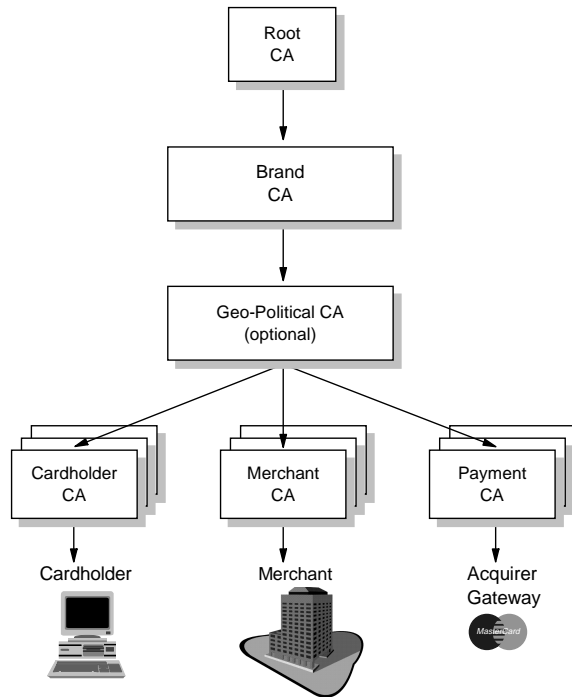 Root
CA
Brand
CA
Geo-Political CA
(optional)
Cardholder
CA
Merchant
CA
Payment
CA
Cardholder
Merchant
Acquirer
Gateway
MasterCard